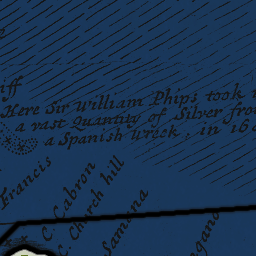 iff
Here Sir William Phips took
a vast Quantity of Silver fro
a Spanish Wreck, in 16
Francis
C. Cabron
C. Church hill
Samana